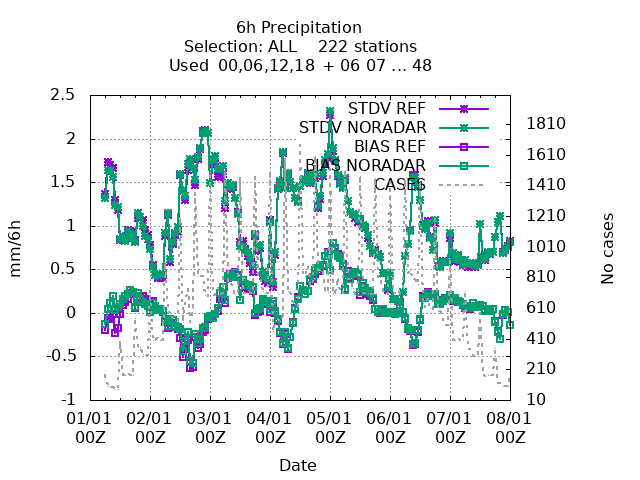 6h Precipitation
Selection: ALL    222 stations
Used  00,06,12,18 + 06 07 ... 48
STDV REF
STDV NORADAR
BIAS REF
BIAS NORADAR
CASES
2.5
2
1.5
1
0.5
0
-0.5
-1
mm/6h
1810
1610
1410
1210
1010
810
610
410
210
10
No cases
01/01 02/01 03/01 04/01 05/01 06/01 07/01 08/01
00Z 00Z 00Z 00Z 00Z 00Z 00Z 00Z
Date